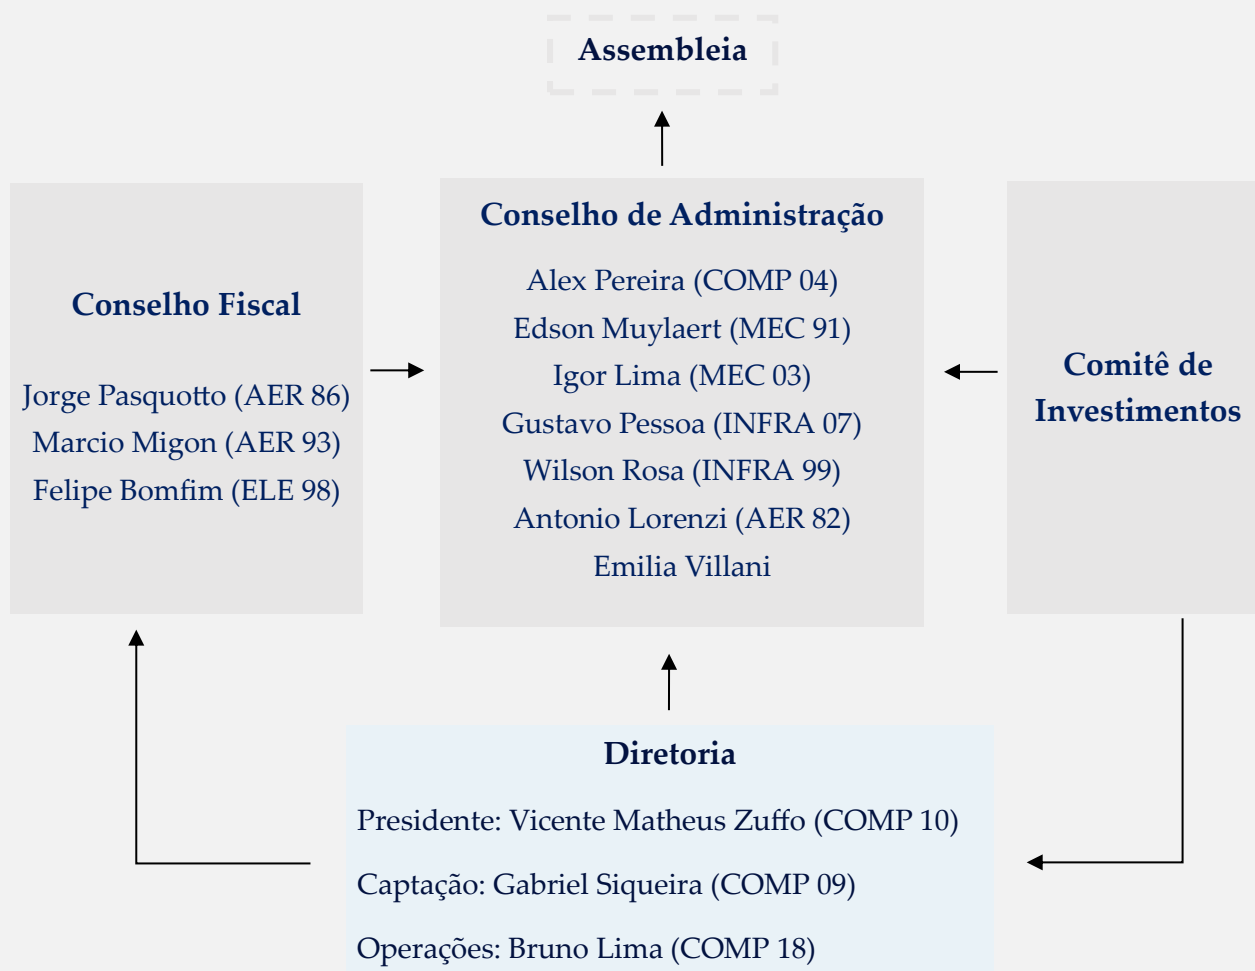 Assembleia
Conselho Fiscal
Jorge Pasquotto (AER 86)
Marcio Migon (AER 93)
Felipe Bomfim (ELE 98)
Conselho de Administração
Alex Pereira (COMP 04)
Edson Muylaert (MEC 91)
Igor Lima (MEC 03)
Gustavo Pessoa (INFRA 07)
Wilson Rosa (INFRA 99)
Antonio Lorenzi (AER 82)
Emilia Villani
Comitê de
Investimentos
Diretoria
Presidente: Vicente Matheus Zuffo (COMP 10)
Captação: Gabriel Siqueira (COMP 09)
Operações: Bruno Lima (COMP 18)